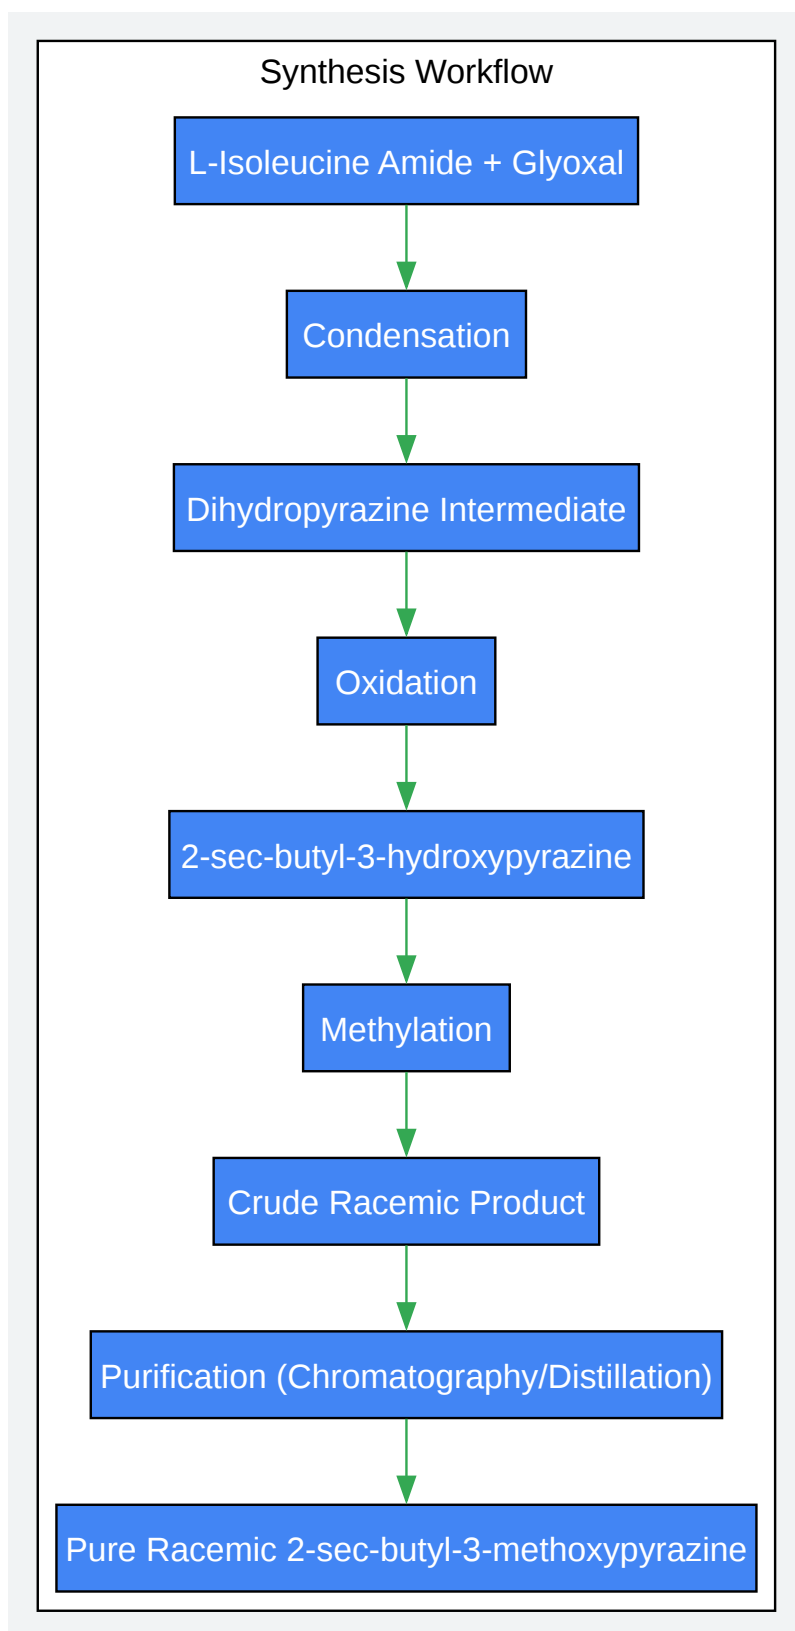 Synthesis Workflow
L-Isoleucine Amide + Glyoxal
Condensation
Dihydropyrazine Intermediate
Oxidation
2-sec-butyl-3-hydroxypyrazine
Methylation
Crude Racemic Product
Purification (Chromatography/Distillation)
Pure Racemic 2-sec-butyl-3-methoxypyrazine